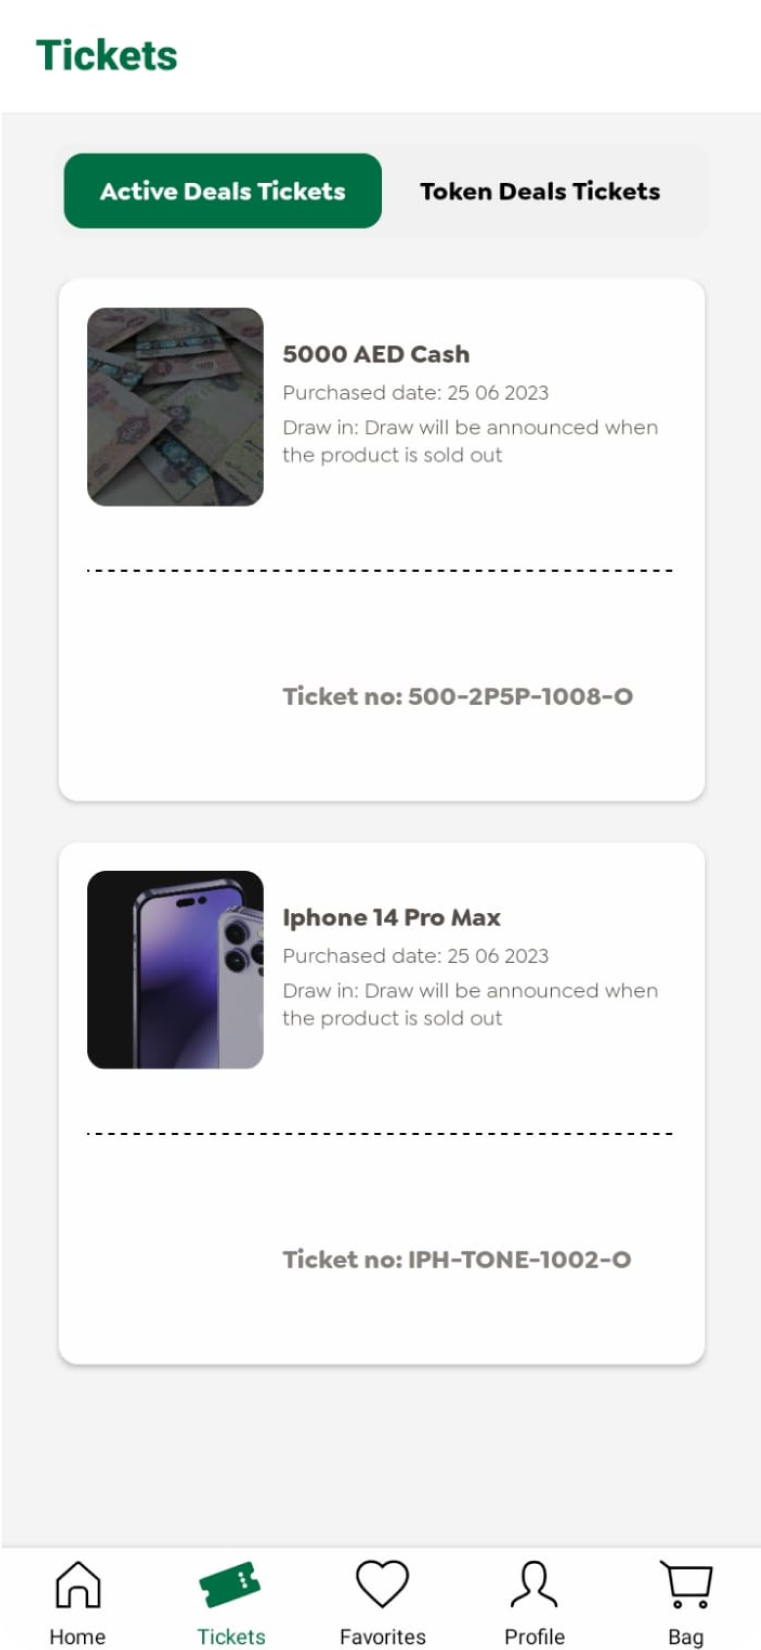 Tickets
Active Deals Tickets
Token Deals Tickets
5000 AED Cash
Purchased date: 25 06 2023
Draw in: Draw will be announced when
the product is sold out
Ticket no: 500-2P5P-1008-O
Iphone 14 Pro Max
Purchased date: 25 06 2023
Draw in: Draw will be announced when
the product is sold out
Ticket no: IPH-TONE-1002-O
Home
Tickets
Favorites
Profile
Bag